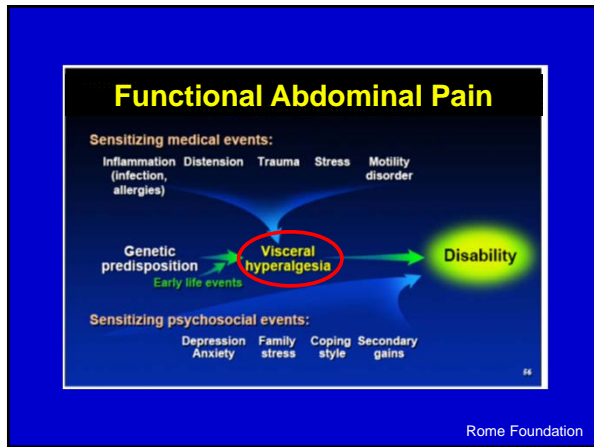 Functional Abdominal Pain
Sensitizing medical events:
Inflammation Distension Trauma Stress Motility
(infection, disorder
allergies)
Genetic Visceral
predisposition hyperalgesia Disability
Early life events
Sensitizing psychosocial events:
Depression Family Coping Secondary
Anxiety stress style gains
56
Rome Foundation